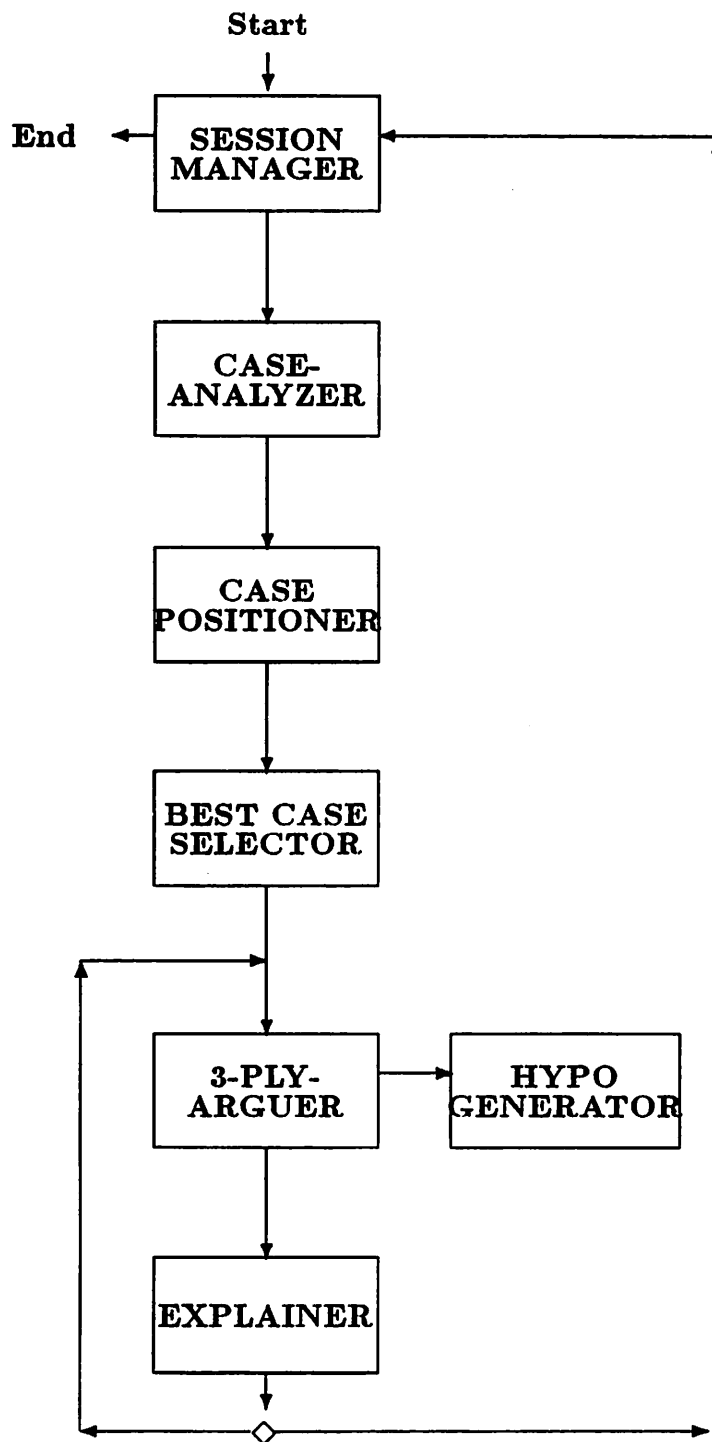 Start
End
SESSION
MANAGER
CASE-
ANALYZER
CASE
POSITIONER
BEST CASE
SELECTOR
3-PLY-
ARGUER
HYPO
GENERATOR
EXPLAINER